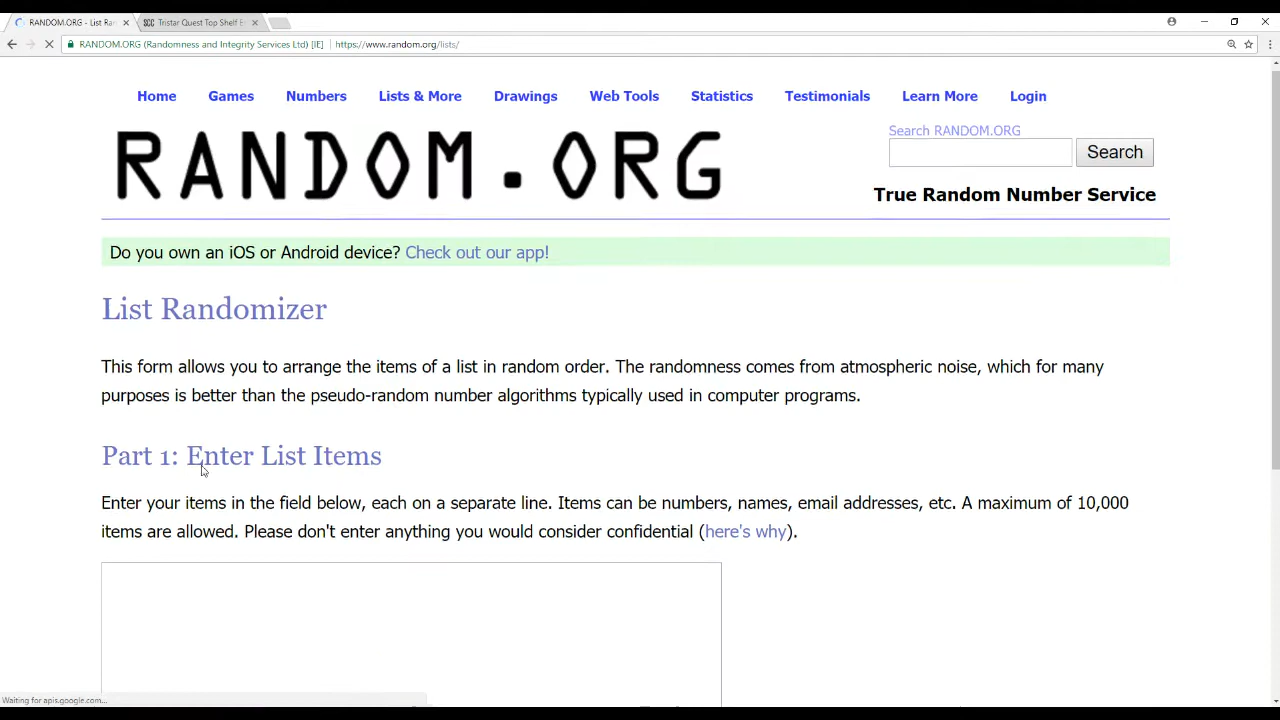 RANDOM.ORG - List Ra
Tristar Quest Top Shelf
RANDOM.ORG (Randomness and Integrity Services Ltd) [IE]
https://www.random.org/lists/
Home Games Numbers Lists & More Drawings Web Tools Statistics Testimonials Learn More Login
Search RANDOM.ORG
RANDOM.ORG
Search
True Random Number Service
Do you own an iOS or Android device? Check out our app!
List Randomizer
This form allows you to arrange the items of a list in random order. The randomness comes from atmospheric noise, which for many
purposes is better than the pseudo-random number algorithms typically used in computer programs.
Part 1: Enter List Items
Enter your items in the field below, each on a separate line. Items can be numbers, names, email addresses, etc. A maximum of 10,000
items are allowed. Please don't enter anything you would consider confidential (here's why).
Waiting for apis.google.com...